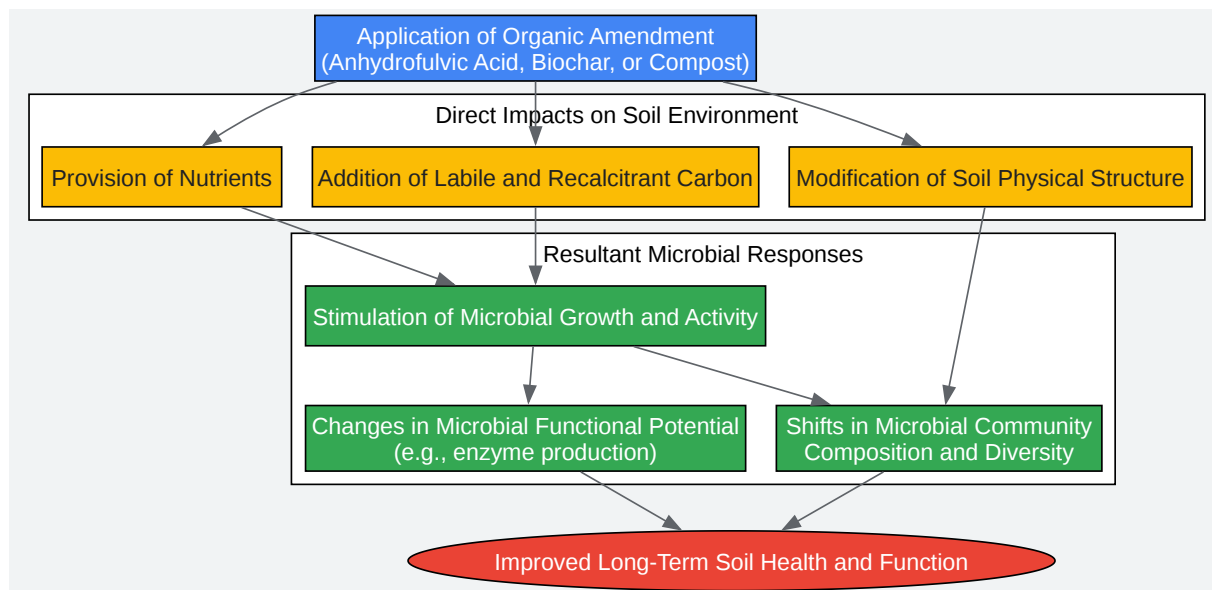 Application of Organic Amendment
(Anhydrofulvic Acid, Biochar, or Compost)
Direct Impacts on Soil Environment
Provision of Nutrients
Addition of Labile and Recalcitrant Carbon
Modification of Soil Physical Structure
Resultant Microbial Responses
Stimulation of Microbial Growth and Activity
Changes in Microbial Functional Potential
(e.g., enzyme production)
Shifts in Microbial Community
Composition and Diversity
Improved Long-Term Soil Health and Function